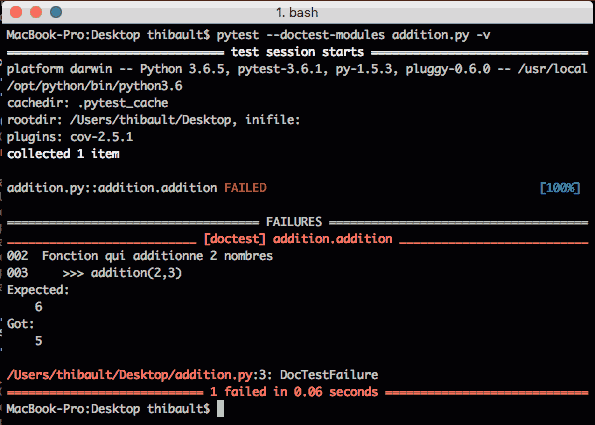 1. bash
MacBook-Pro:Desktop thibault$ pytest --doctest-modules addition.py -v
test session starts
platform darwin -- Python 3.6.5, pytest-3.6.1, py-1.5.3, pluggy-0.6.0 -- /usr/local
/opt/python/bin/python3.6
cachedir: .pytest_cache
rootdir: /Users/thibault/Desktop, inifile:
plugins: cov-2.5.1
collected 1 item
addition.py::addition.addition FAILED [100%]
FAILURES
[doctest] addition.addition
002 Fonction qui additionne 2 nombres
003 >>> addition(2,3)
Expected:
6
Got:
5
/Users/thibault/Desktop/addition.py:3: DocTestFailure
1 failed in 0.06 seconds
MacBook-Pro:Desktop thibault$